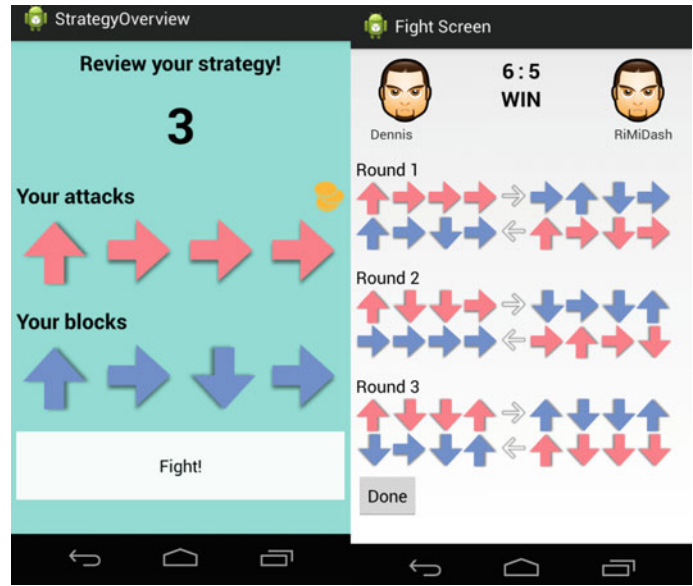 StrategyOverview
Review your strategy!
3
Your attacks
Your blocks
Fight!
Fight Screen
6 : 5
WIN
Dennis
RiMiDash
Round 1
Round 2
Round 3
Done